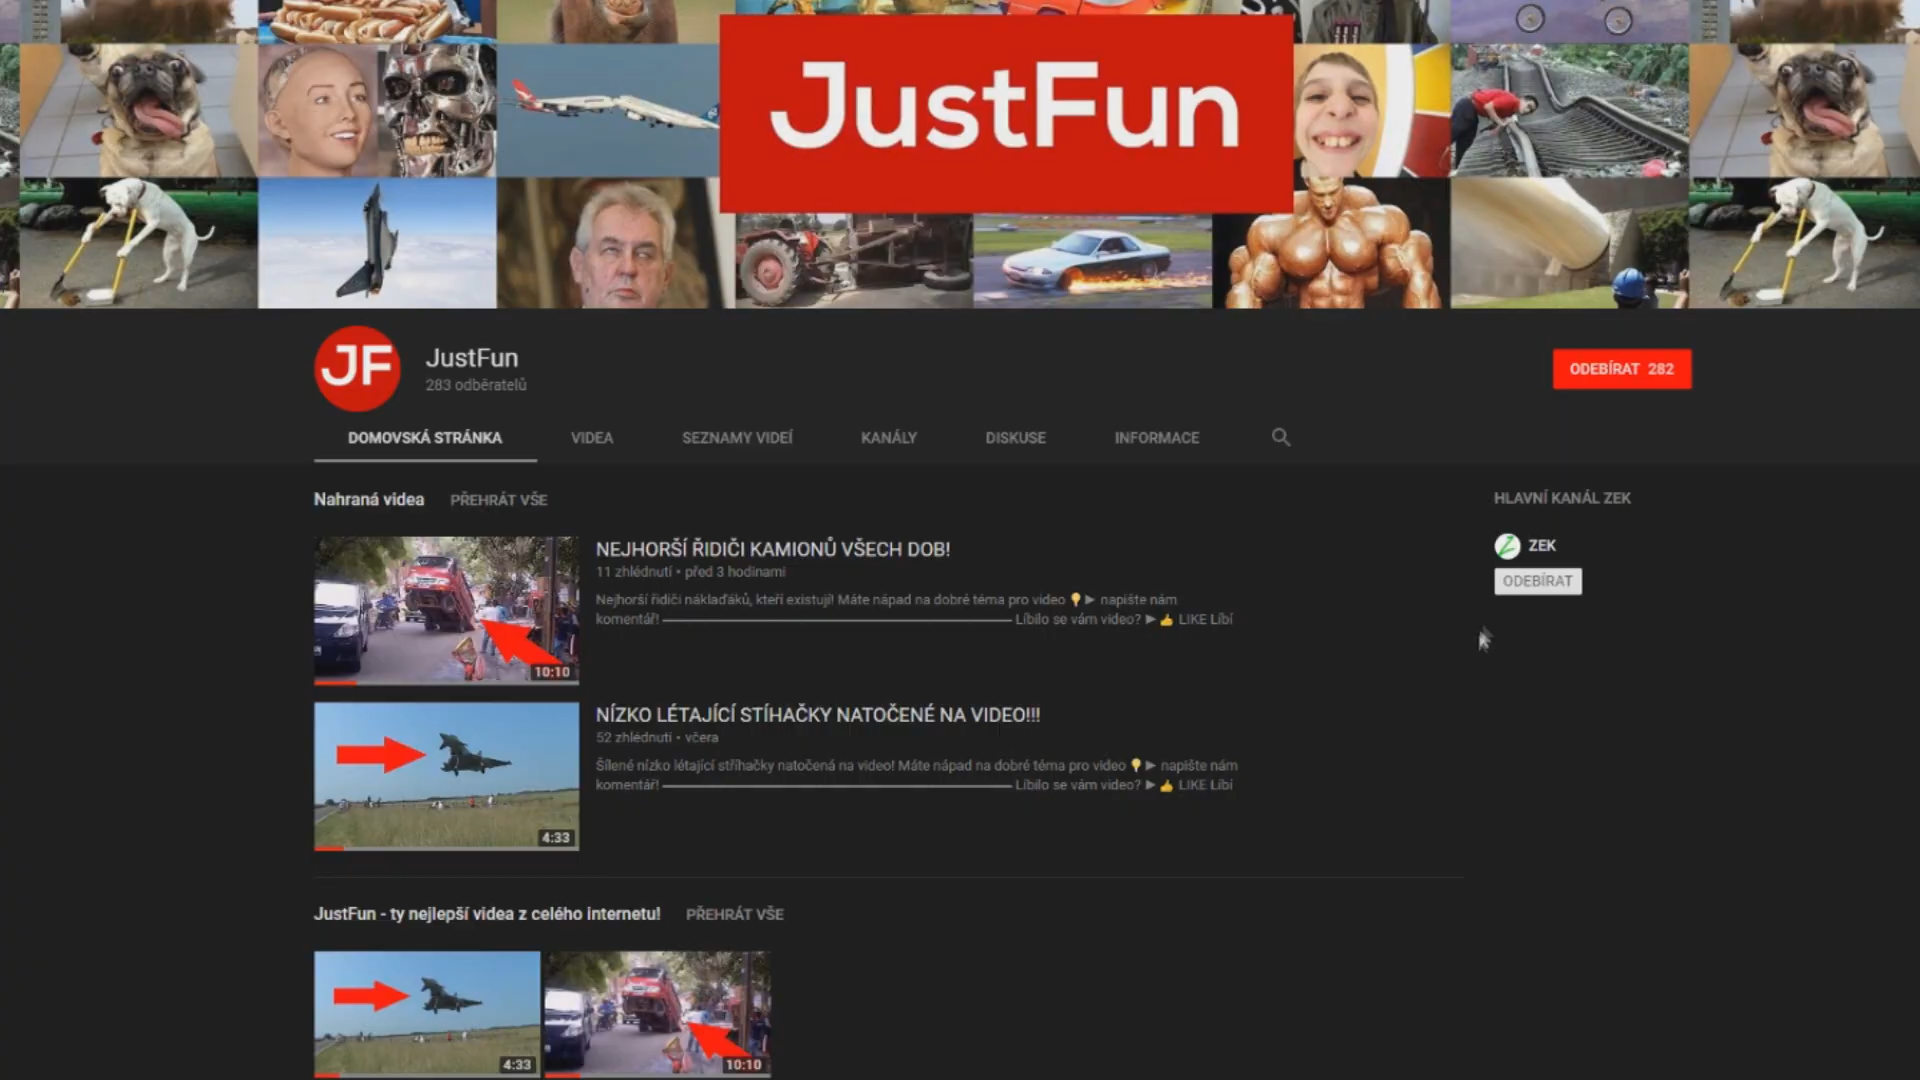 JustFun
JF
JustFun
283 odběratelů
ODEBÍRAT 282
DOMOVSKÁ STRÁNKA
VIDEA
SEZNAMY VIDEÍ
KANÁLY
DISKUSE
INFORMACE
Nahraná videa
PŘEHRÁT VŠE
HLAVNÍ KANÁL ZEK
ZEK
ODEBÍRAT
NEJHORŠÍ ŘIDIČI KAMIONŮ VŠECH DOB!
11 zhlédnutí • před 3 hodinami
Nejhorší řidiči náklaďáků, kteří existují! Máte nápad na dobré téma pro video 💡► napište nám
komentář! ━━━━━━━━━━━━━━━━━━━━━━ Líbilo se vám video? ►👍 LIKE Líbí
10:10
NÍZKO LÉTAJÍCÍ STÍHAČKY NATOČENÉ NA VIDEO!!!
52 zhlédnutí • včera
Šílené nízko létající stříhačky natočená na video! Máte nápad na dobré téma pro video 💡► napište nám
komentář! ━━━━━━━━━━━━━━━━━━━━━━ Líbilo se vám video? ►👍 LIKE Líbí
4:33
JustFun - ty nejlepší videa z celého internetu!
PŘEHRÁT VŠE
4:33
10:10